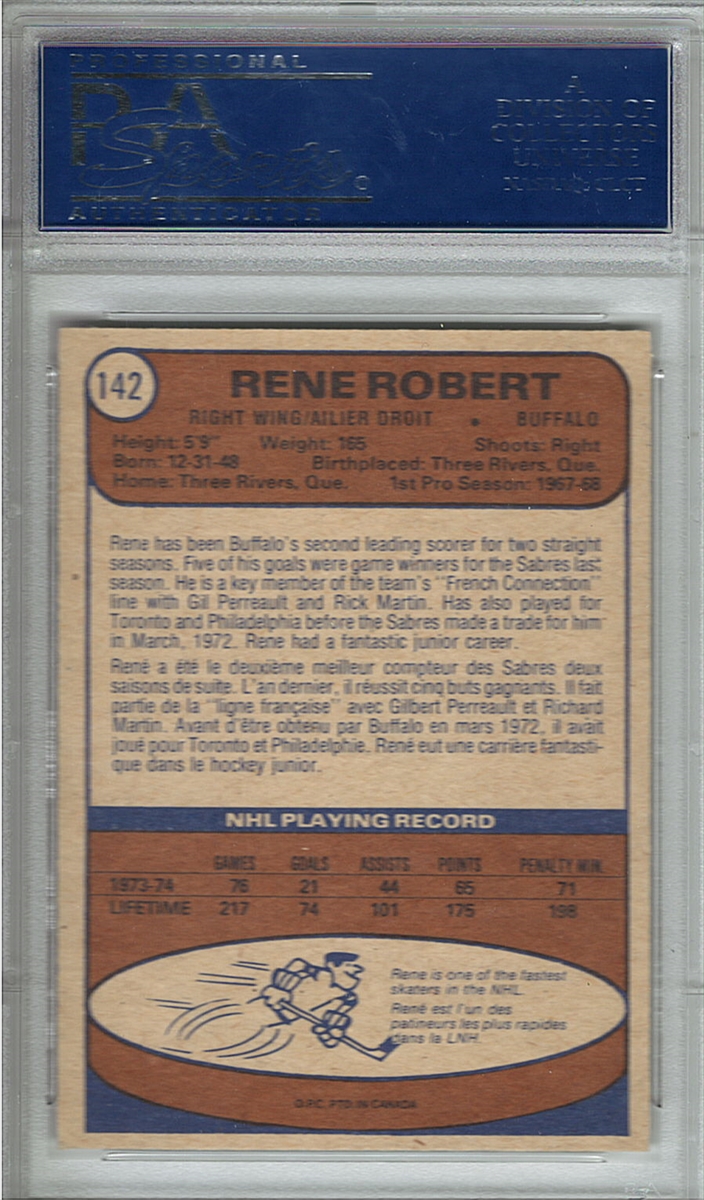 PROFESSIONAL
PSA
Sports
AUTHENTICATOR
A
DIVISION OF
COLLECTORS
UNIVERSE
NASDAQ: CLCT
142
RENE ROBERT
RIGHT WING/AILIER DROIT • BUFFALO
Height: 5'9" Weight: 165 Shoots: Right
Born: 12-31-48 Birthplaced: Three Rivers, Que.
Home: Three Rivers, Que. 1st Pro Season: 1967-68
Rene has been Buffalo's second leading scorer for two straight
seasons. Five of his goals were game winners for the Sabres last
season. He is a key member of the team's "French Connection"
line with Gil Perreault and Rick Martin. Has also played for
Toronto and Philadelphia before the Sabres made a trade for him
in March, 1972. Rene had a fantastic junior career.
René a été le deuxième meilleur compteur des Sabres deux
saisons de suite. L'an dernier, il réussit cinq buts gagnants. Il fait
partie de la "ligne française" avec Gilbert Perreault et Richard
Martin. Avant d'être obtenu par Buffalo en mars 1972, il avait
joué pour Toronto et Philadelphie. René eut une carrière fantasti-
que dans le hockey junior.
NHL PLAYING RECORD
GAMES GOALS ASSISTS POINTS PENALTY MIN.
1973-74 76 21 44 65 71
LIFETIME 217 74 101 175 198
Rene is one of the fastest
skaters in the NHL.
René est l'un des
patineurs les plus rapides
dans la LNH.
O.P.C. PTD. IN CANADA